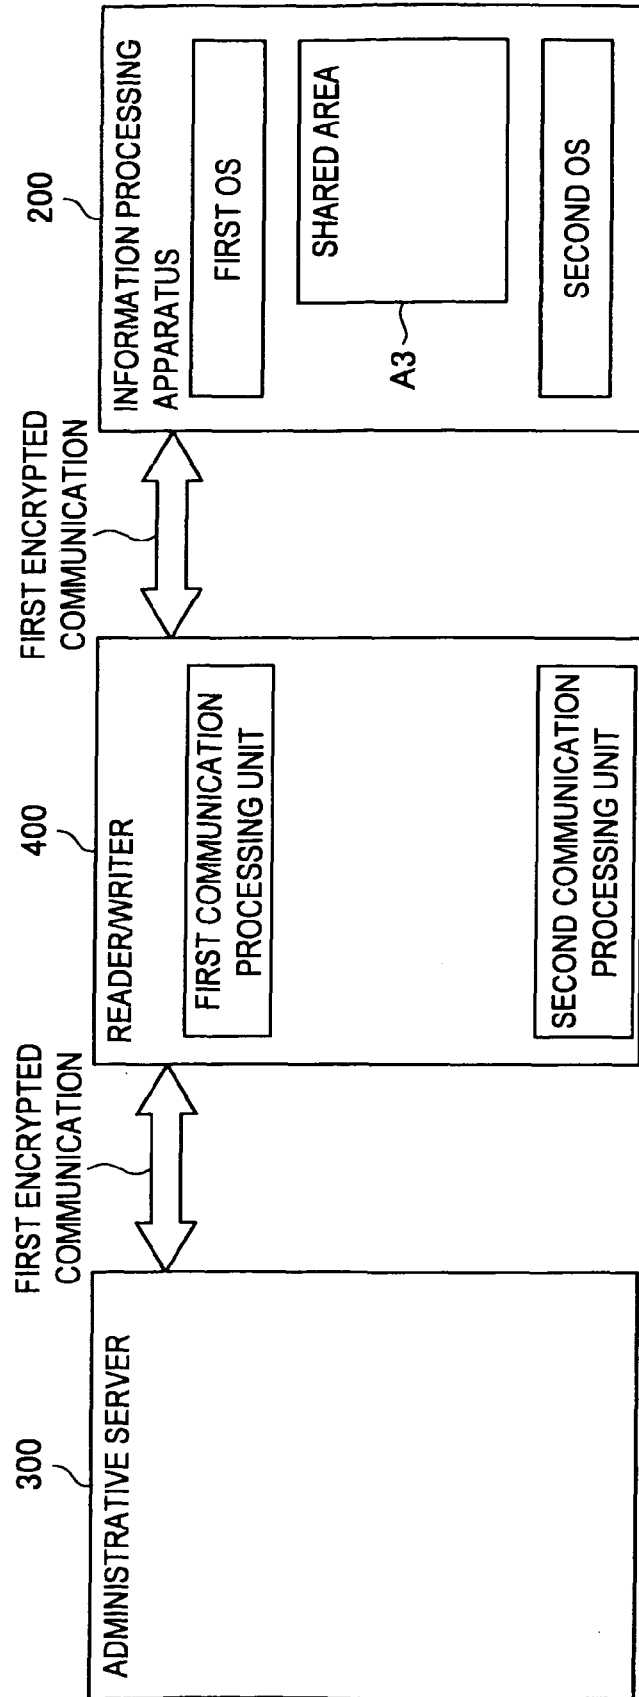 300
ADMINISTRATIVE SERVER
FIRST ENCRYPTED
COMMUNICATION
400
READER/WRITER
FIRST COMMUNICATION
PROCESSING UNIT
SECOND COMMUNICATION
PROCESSING UNIT
FIRST ENCRYPTED
COMMUNICATION
200
INFORMATION PROCESSING
APPARATUS
FIRST OS
SHARED AREA
A3
SECOND OS